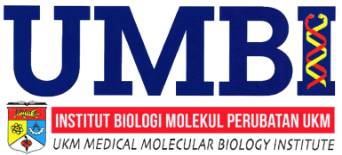 UMBI
INSTITUT BIOLOGI MOLEKUL PERUBATAN UKM
UKM MEDICAL MOLECULAR BIOLOGY INSTITUTE